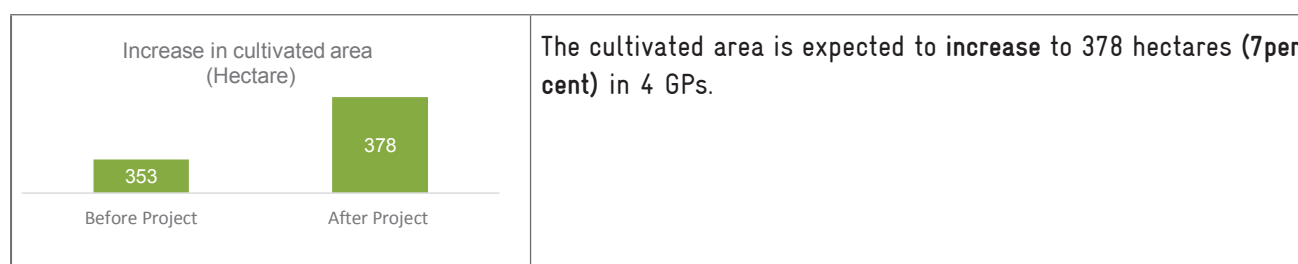 Increase in cultivated area
(Hectare)
353
378
Before Project
After Project
The cultivated area is expected to increase to 378 hectares (7per
cent) in 4 GPs.